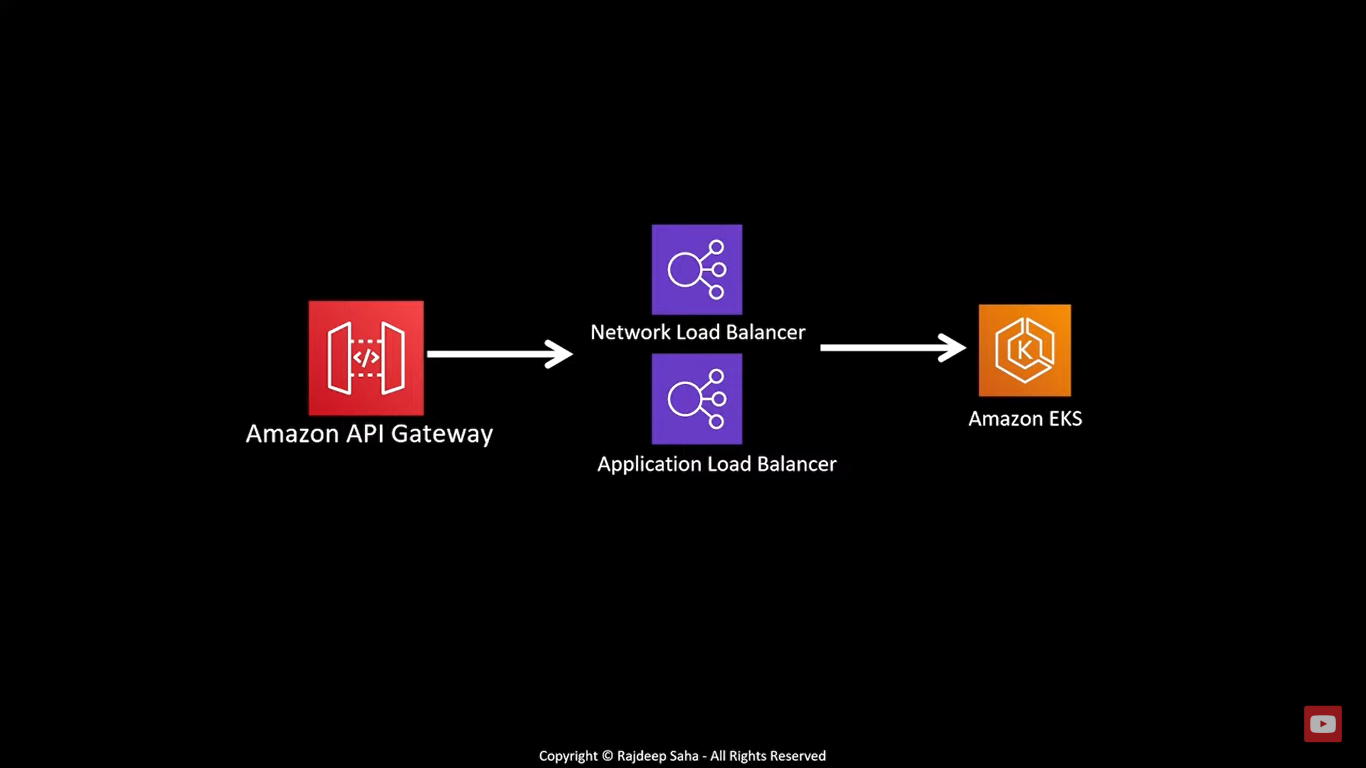 Network Load Balancer
Amazon API Gateway
Application Load Balancer
Amazon EKS
Copyright © Rajdeep Saha - All Rights Reserved